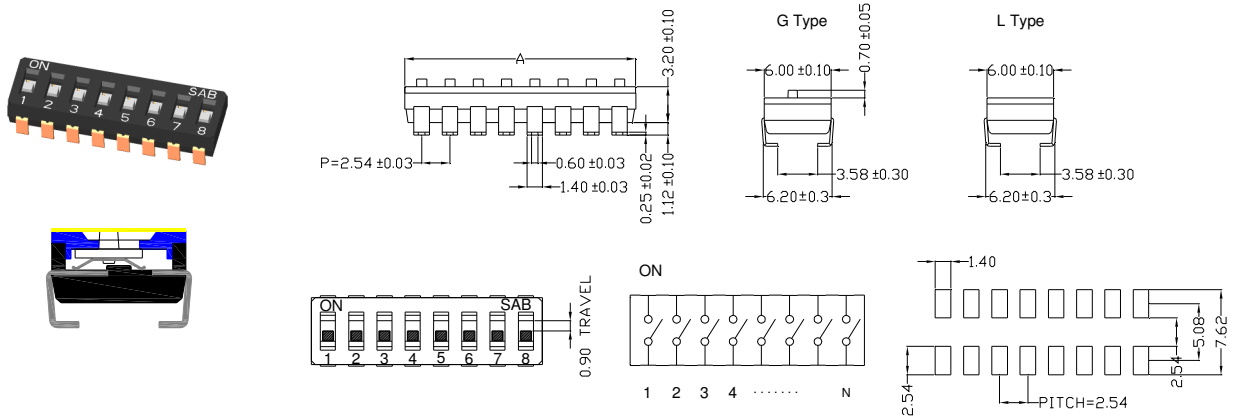 ON
SAB
1 2 3 4 5 6 7 8
A
3.20 ±0.10
P=2.54 ±0.03
0.60 ±0.03
1.40 ±0.03
0.25 ±0.02
1.12 ±0.10
G Type
0.70 ±0.05
6.00 ±0.10
3.58 ±0.30
6.20 ±0.3
L Type
6.00 ±0.10
3.58 ±0.30
6.20 ±0.3
ON SAB
1 2 3 4 5 6 7 8
0.90 TRAVEL
ON
1 2 3 4 ........ N
1.40
2.54
5.08
7.62
2.54
PITCH=2.54